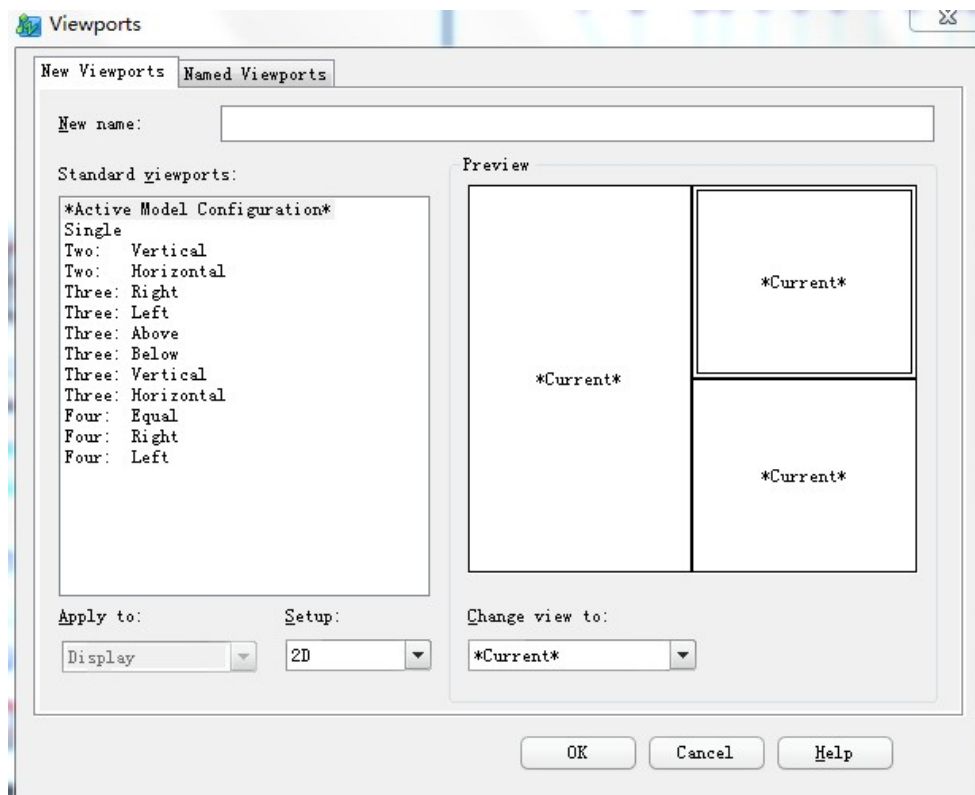 Viewports
New Viewports
Named Viewports
New name:
Standard viewports:
*Active Model Configuration*
Single
Two: Vertical
Two: Horizontal
Three: Right
Three: Left
Three: Above
Three: Below
Three: Vertical
Three: Horizontal
Four: Equal
Four: Right
Four: Left
Apply to:
Display
Setup:
2D
Preview
*Current*
*Current*
*Current*
Change view to:
*Current*
OK
Cancel
Help